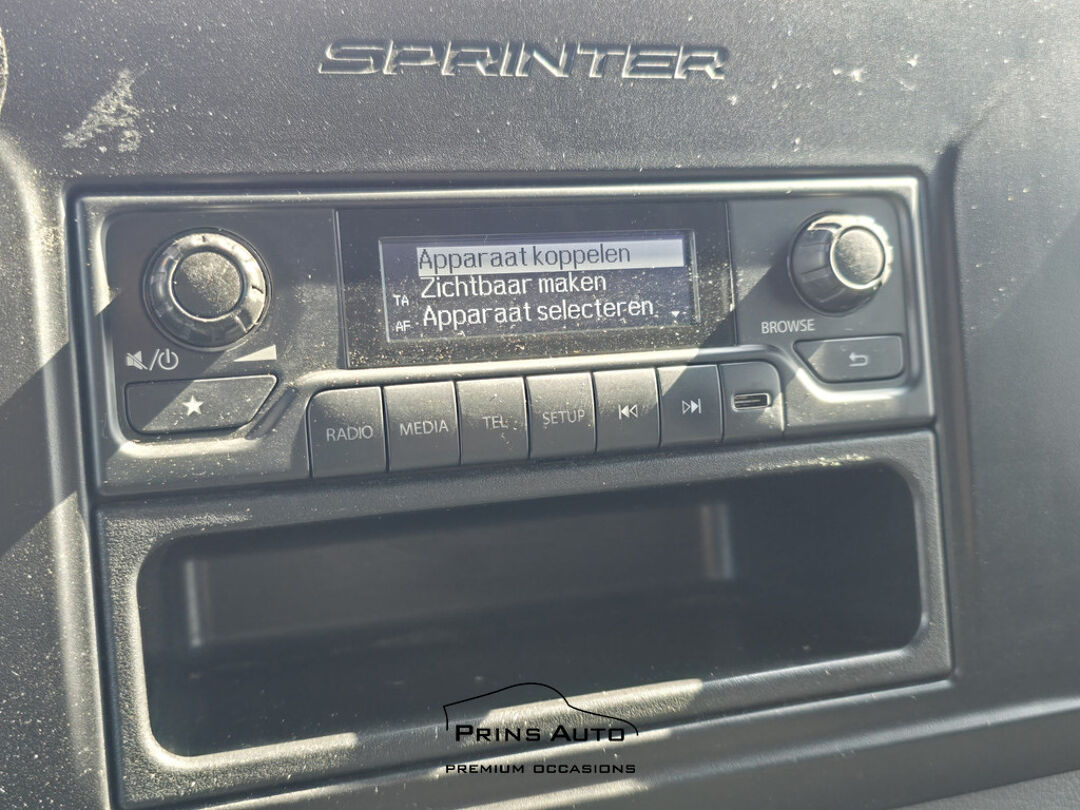 SPRINTER
Apparaat koppelen
Zichtbaar maken
TA
Apparaat selecteren
AF
BROWSE
RADIO
MEDIA
TEL
SETUP
PRINS AUTO
PREMIUM OCCASIONS